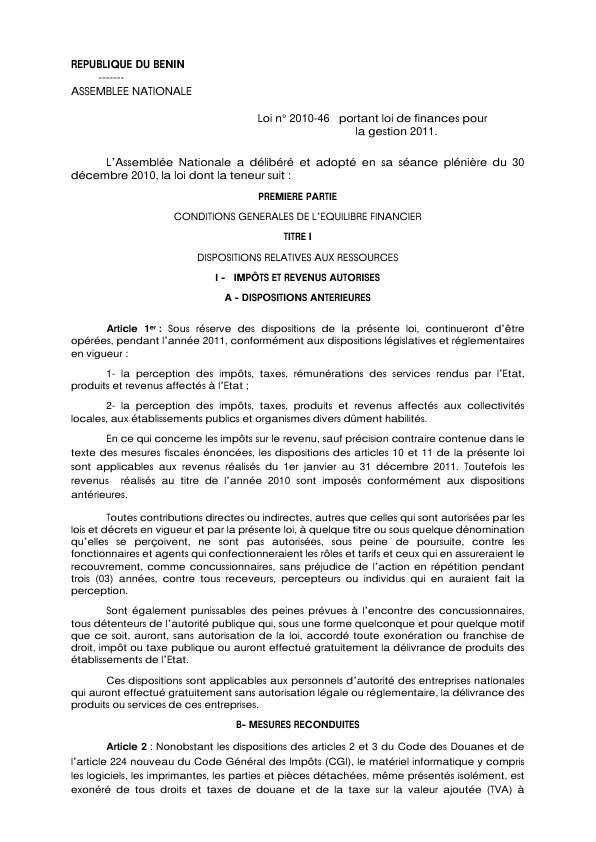 REPUBLIQUE DU BENIN
-------
ASSEMBLEE NATIONALE
Loi n° 2010-46 portant loi de finances pour
la gestion 2011.
L'Assemblée Nationale a délibéré et adopté en sa séance plénière du 30
décembre 2010, la loi dont la teneur suit :
PREMIERE PARTIE
CONDITIONS GENERALES DE L'EQUILIBRE FINANCIER
TITRE I
DISPOSITIONS RELATIVES AUX RESSOURCES
I - IMPÔTS ET REVENUS AUTORISES
A - DISPOSITIONS ANTERIEURES
Article 1er : Sous réserve des dispositions de la présente loi, continueront d'être
opérées, pendant l'année 2011, conformément aux dispositions législatives et réglementaires
en vigueur :
1- la perception des impôts, taxes, rémunérations des services rendus par l'Etat,
produits et revenus affectés à l'Etat ;
2- la perception des impôts, taxes, produits et revenus affectés aux collectivités
locales, aux établissements publics et organismes divers dûment habilités.
En ce qui concerne les impôts sur le revenu, sauf précision contraire contenue dans le
texte des mesures fiscales énoncées, les dispositions des articles 10 et 11 de la présente loi
sont applicables aux revenus réalisés du 1er janvier au 31 décembre 2011. Toutefois les
revenus réalisés au titre de l'année 2010 sont imposés conformément aux dispositions
antérieures.
Toutes contributions directes ou indirectes, autres que celles qui sont autorisées par les
lois et décrets en vigueur et par la présente loi, à quelque titre ou sous quelque dénomination
qu'elles se perçoivent, ne sont pas autorisées, sous peine de poursuite, contre les
fonctionnaires et agents qui confectionneraient les rôles et tarifs et ceux qui en assureraient le
recouvrement, comme concussionnaires, sans préjudice de l'action en répétition pendant
trois (03) années, contre tous receveurs, percepteurs ou individus qui en auraient fait la
perception.
Sont également punissables des peines prévues à l'encontre des concussionnaires,
tous détenteurs de l'autorité publique qui, sous une forme quelconque et pour quelque motif
que ce soit, auront, sans autorisation de la loi, accordé toute exonération ou franchise de
droit, impôt ou taxe publique ou auront effectué gratuitement la délivrance de produits des
établissements de l'Etat.
Ces dispositions sont applicables aux personnels d'autorité des entreprises nationales
qui auront effectué gratuitement sans autorisation légale ou réglementaire, la délivrance des
produits ou services de ces entreprises.
B- MESURES RECONDUITES
Article 2 : Nonobstant les dispositions des articles 2 et 3 du Code des Douanes et de
l'article 224 nouveau du Code Général des Impôts (CGI), le matériel informatique y compris
les logiciels, les imprimantes, les parties et pièces détachées, même présentés isolément, est
exonéré de tous droits et taxes de douane et de la taxe sur la valeur ajoutée (TVA) à